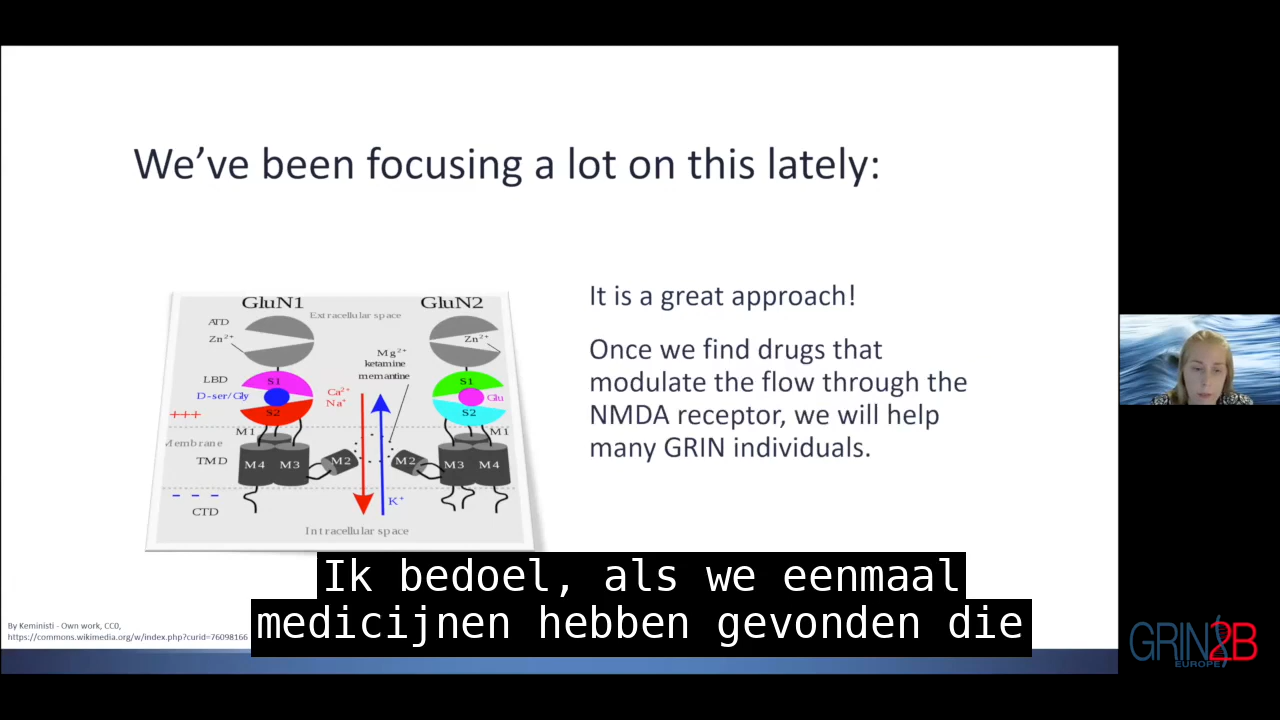 We’ve been focusing a lot on this lately:
GluN1
GluN2
ATD
Extracellular space
Zn²⁺
Zn²⁺
Mg²⁺
ketamine
memantine
LBD
S1
S1
D-ser/Gly
Ca²⁺
Na⁺
Glu
S2
S2
+++
M1
M1
Membrane
TMD
M4
M3
M2
M2
M3
M4
- - -
K⁺
CTD
Intracellular space
It is a great approach!
Once we find drugs that
modulate the flow through the
NMDA receptor, we will help
many GRIN individuals.
Ik bedoel, als we eenmaal
medicijnen hebben gevonden die
By Keministi - Own work, CC0,
https://commons.wikimedia.org/w/index.php?curid=76098166
GRIN2B
EUROPE